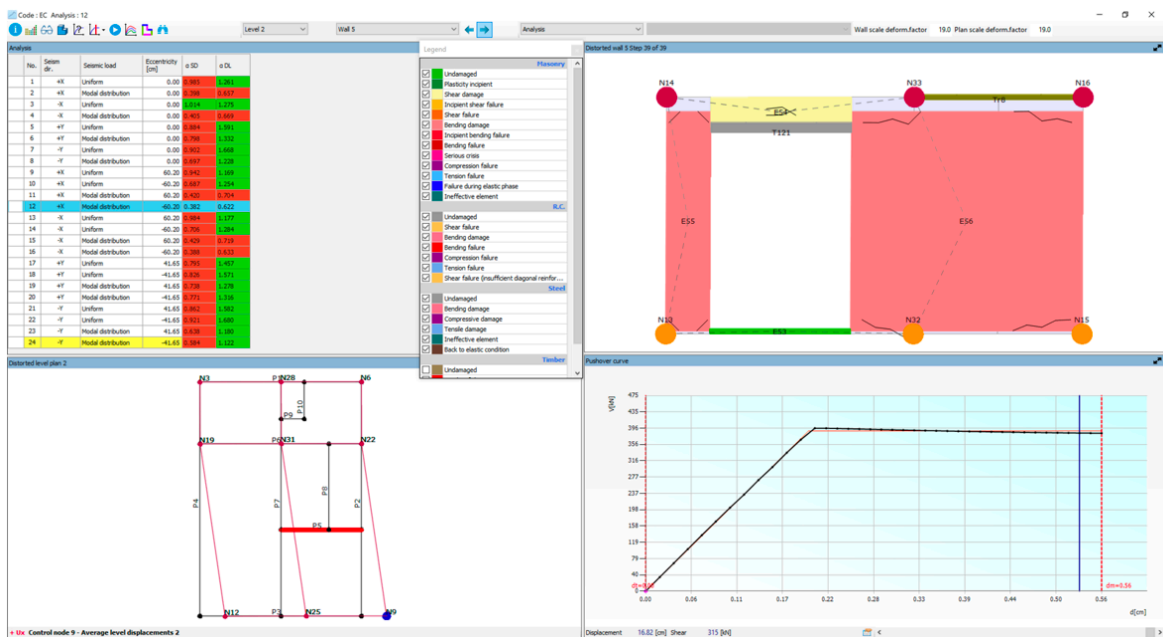 Code : EC Analysis : 12
Level 2
Wall 5
Analysis
Wall scale deform.factor 19.0 Plan scale deform.factor 19.0
Analysis
No. Seism dir. Seismic load Eccentricity [cm] α SD α DL
1 +X Uniform 0.00 0.985 1.261
2 +X Modal distribution 0.00 0.398 0.657
3 -X Uniform 0.00 1.014 1.275
4 -X Modal distribution 0.00 0.405 0.669
5 +Y Uniform 0.00 0.884 1.591
6 +Y Modal distribution 0.00 0.798 1.332
7 -Y Uniform 0.00 0.902 1.668
8 -Y Modal distribution 0.00 0.697 1.228
9 +X Uniform 60.20 0.942 1.169
10 +X Uniform -60.20 0.687 1.254
11 +X Modal distribution 60.20 0.420 0.704
12 +X Modal distribution -60.20 0.382 0.622
13 -X Uniform 60.20 0.984 1.177
14 -X Uniform -60.20 0.706 1.284
15 -X Modal distribution 60.20 0.429 0.719
16 -X Modal distribution -60.20 0.388 0.633
17 +Y Uniform 41.65 0.795 1.457
18 +Y Uniform -41.65 0.826 1.571
19 +Y Modal distribution 41.65 0.738 1.278
20 +Y Modal distribution -41.65 0.771 1.316
21 -Y Uniform 41.65 0.862 1.582
22 -Y Uniform -41.65 0.921 1.680
23 -Y Modal distribution 41.65 0.638 1.180
24 -Y Modal distribution -41.65 0.584 1.122
Legend
Masonry
Undamaged
Plasticity incipient
Shear damage
Incipient shear failure
Shear failure
Bending damage
Incipient bending failure
Bending failure
Serious crisis
Compression failure
Tension failure
Failure during elastic phase
Ineffective element
R.C.
Undamaged
Shear failure
Bending damage
Bending failure
Compression failure
Tension failure
Shear failure (insufficient diagonal reinfor...
Steel
Undamaged
Bending damage
Compressive damage
Tensile damage
Ineffective element
Back to elastic condition
Timber
Undamaged
Distorted wall 5 Step 39 of 39
N14 N33 N16
ES4 Tr8
T121
ES5 ES6
N13 N32 N15
ES3
Distorted level plan 2
N3 P1 N28 N6
P10
P9
N19 P6 N31 N22
P8
P4 P7 P2
P5
N12 P3 N25 N9
+ Ux Control node 9 - Average level displacements 2
Pushover curve
V[kN]
475
435
396
356
316
277
237
198
158
119
79
40
dm=0.56
0.00 0.06 0.11 0.17 0.22 0.28 0.33 0.39 0.44 0.50 0.56
d[cm]
Displacement 16.82 [cm] Shear 315 [kN]